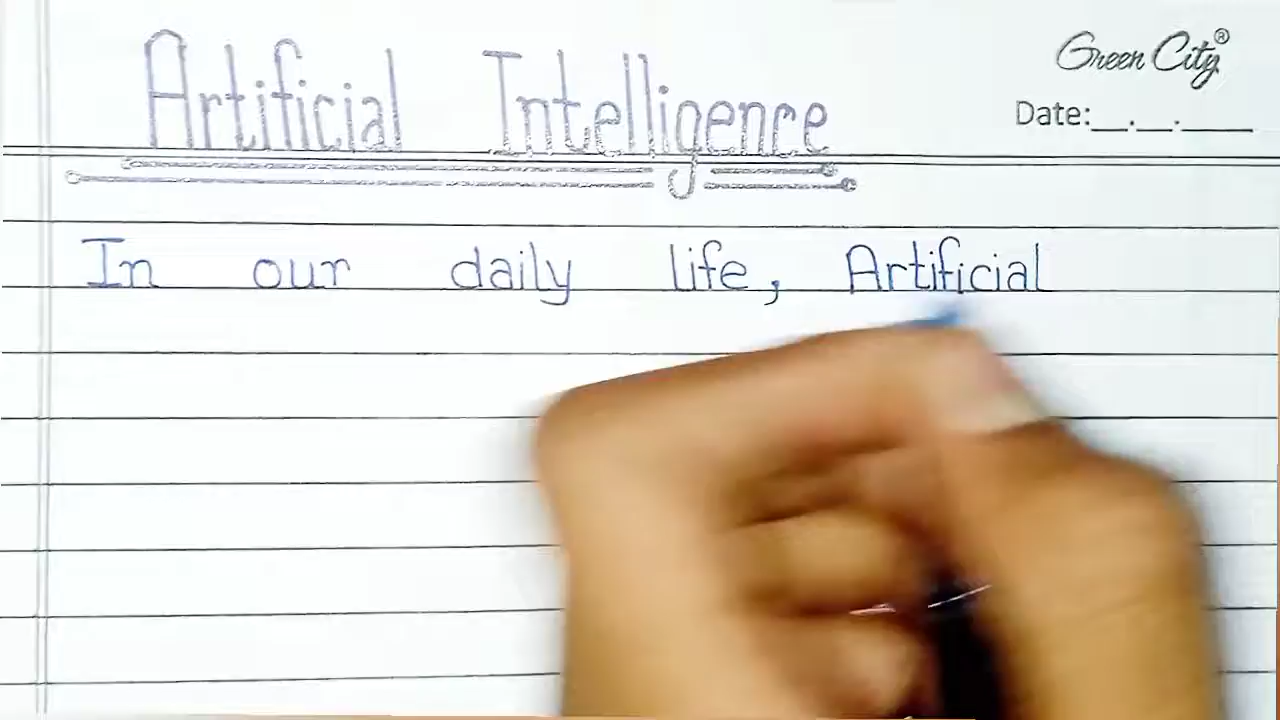 Artificial Intelligence
Green City®
Date:__.__.____
In our daily life, Artificial